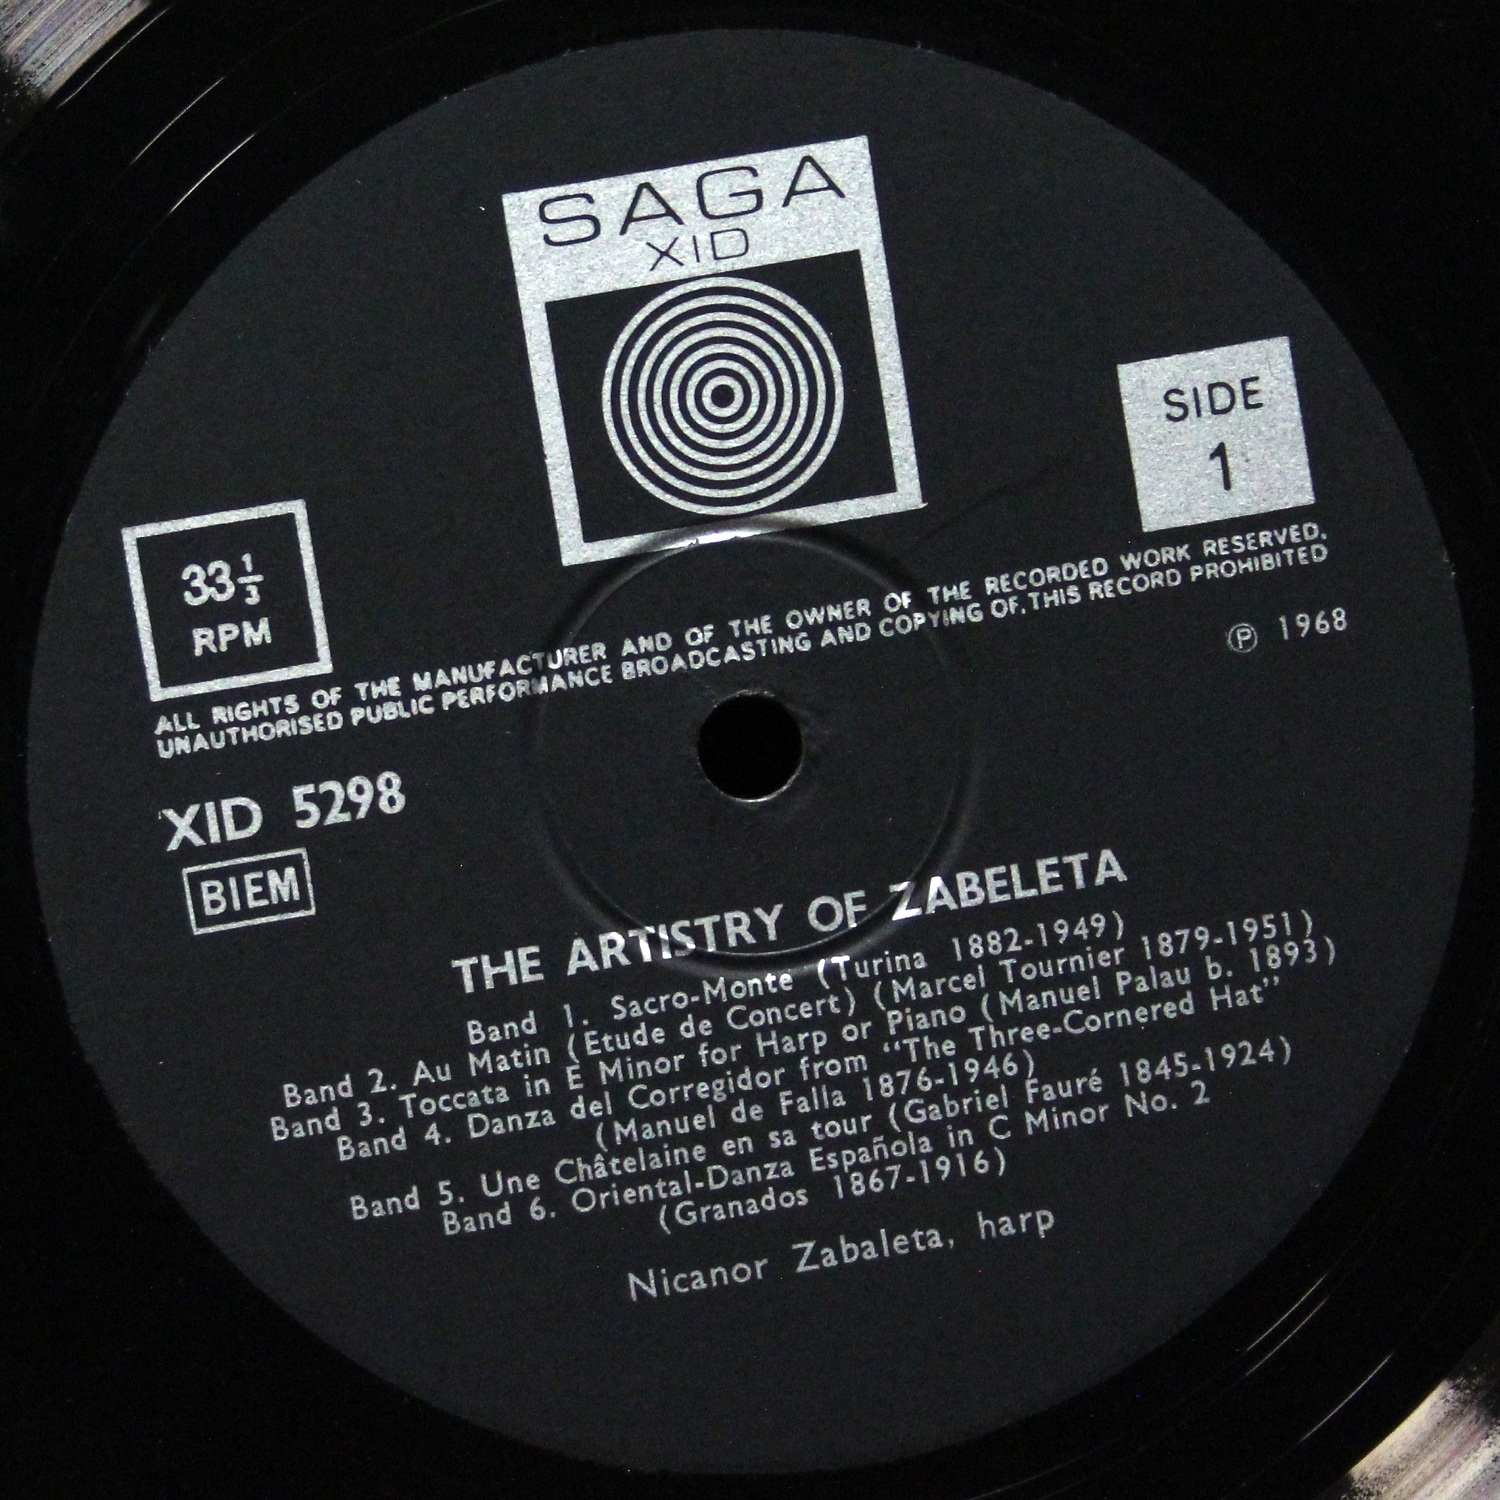 SAGA
XID
SIDE
1
33 1/3
RPM
ALL RIGHTS OF THE MANUFACTURER AND OF THE OWNER OF THE RECORDED WORK RESERVED.
UNAUTHORISED PUBLIC PERFORMANCE BROADCASTING AND COPYING OF THIS RECORD PROHIBITED
Ⓟ 1968
XID 5298
BIEM
THE ARTISTRY OF ZABELETA
Band 1. Sacro-Monte (Turina 1882-1949)
Band 2. Au Matin (Etude de Concert) (Marcel Tournier 1879-1951)
Band 3. Toccata in E Minor for Harp or Piano (Manuel Palau b. 1893)
Band 4. Danza del Corregidor from “The Three-Cornered Hat”
(Manuel de Falla 1876-1946)
Band 5. Une Châtelaine en sa tour (Gabriel Fauré 1845-1924)
Band 6. Oriental-Danza Española in C Minor No. 2
(Granados 1867-1916)
Nicanor Zabaleta, harp